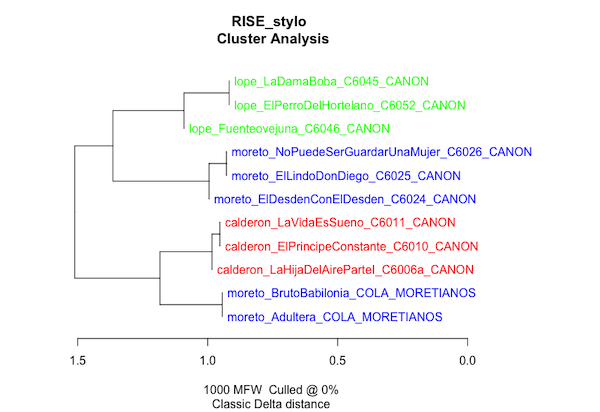 RISE_stylo
Cluster Analysis
lope_LaDamaBoba_C6045_CANON
lope_ElPerroDelHortelano_C6052_CANON
lope_Fuenteovejuna_C6046_CANON
moreto_NoPuedeSerGuardarUnaMujer_C6026_CANON
moreto_ElLindoDonDiego_C6025_CANON
moreto_ElDesdenConElDesden_C6024_CANON
calderon_LaVidaEsSueno_C6011_CANON
calderon_ElPrincipeConstante_C6010_CANON
calderon_LaHijaDelAireParteI_C6006a_CANON
moreto_BrutoBabilonia_COLA_MORETIANOS
moreto_Adultera_COLA_MORETIANOS
1.5 1.0 0.5 0.0
1000 MFW Culled @ 0%
Classic Delta distance